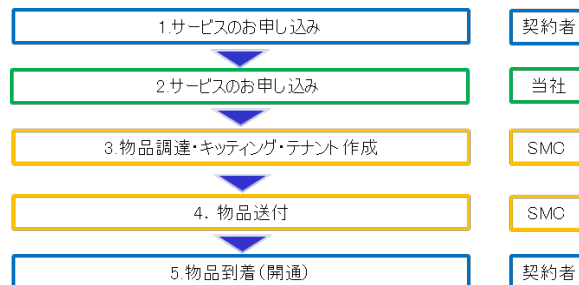 1.サービスのお申し込み 契約者
2.サービスのお申し込み 当社
3.物品調達・キッティング・テナント作成 SMC
4. 物品送付 SMC
5.物品到着(開通) 契約者